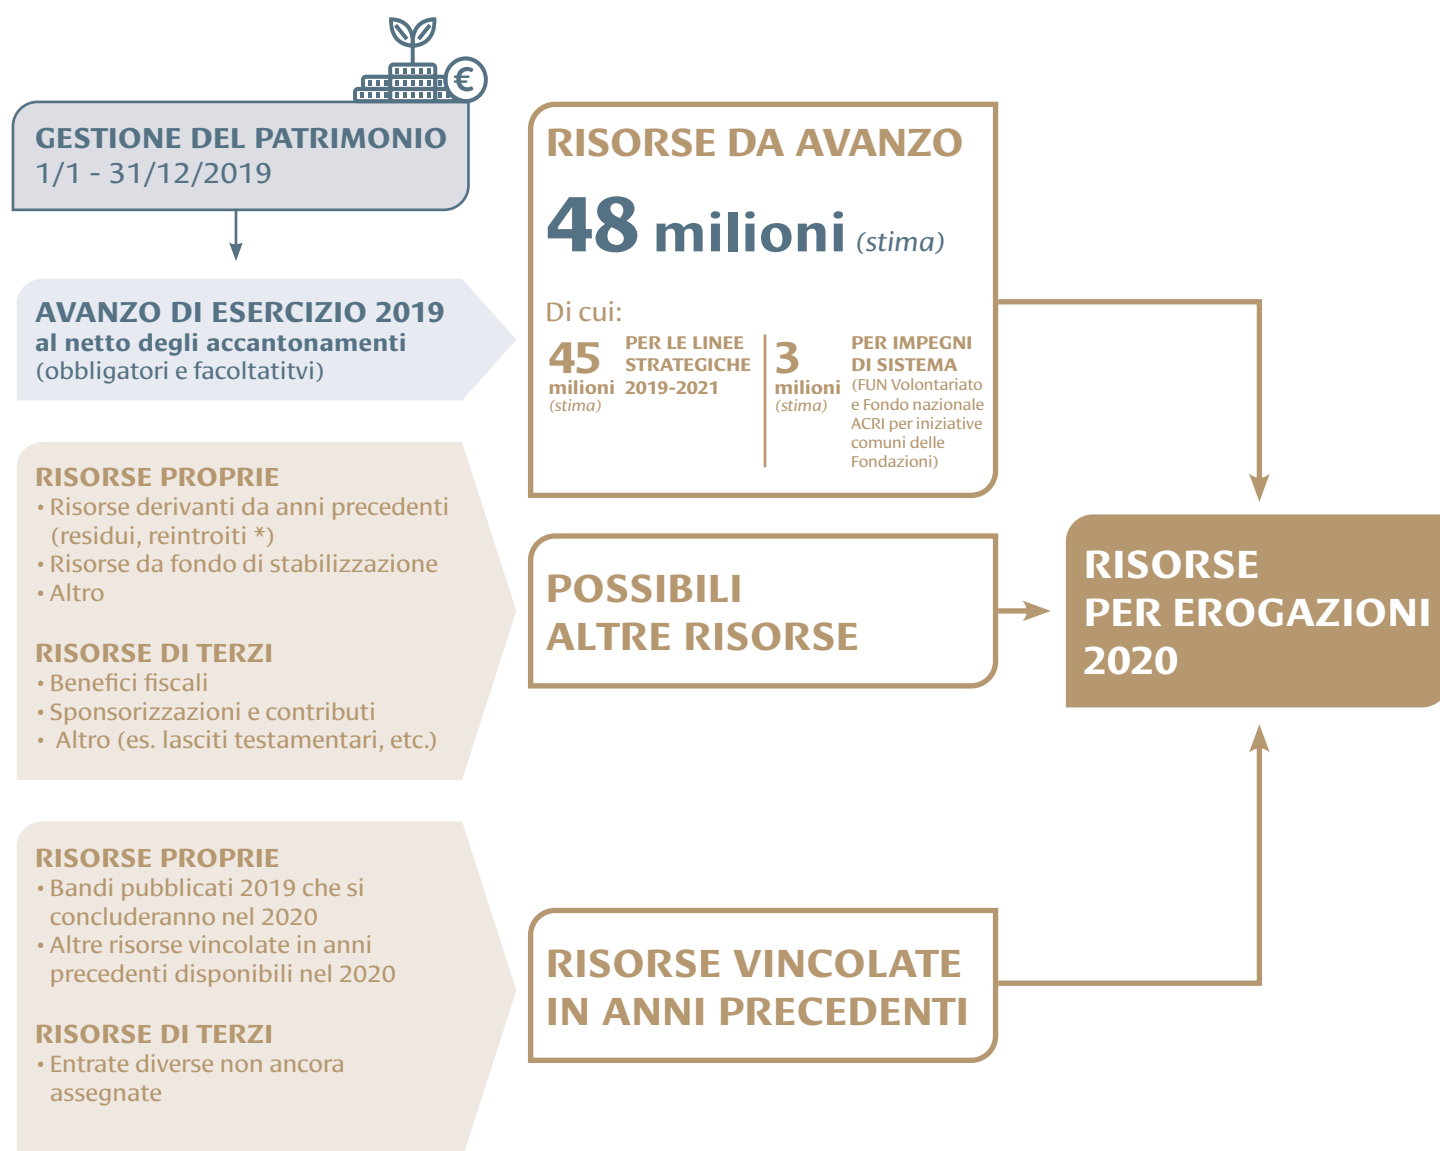 €
GESTIONE DEL PATRIMONIO
1/1 - 31/12/2019
AVANZO DI ESERCIZIO 2019
al netto degli accantonamenti
(obbligatori e facoltatitvi)
RISORSE DA AVANZO
48 milioni (stima)
Di cui:
45
milioni
(stima)
PER LE LINEE
STRATEGICHE
2019-2021
3
milioni
(stima)
PER IMPEGNI
DI SISTEMA
(FUN Volontariato
e Fondo nazionale
ACRI per iniziative
comuni delle
Fondazioni)
RISORSE PROPRIE
• Risorse derivanti da anni precedenti
(residui, reintroiti *)
• Risorse da fondo di stabilizzazione
• Altro
RISORSE DI TERZI
• Benefici fiscali
• Sponsorizzazioni e contributi
• Altro (es. lasciti testamentari, etc.)
POSSIBILI
ALTRE RISORSE
RISORSE PROPRIE
• Bandi pubblicati 2019 che si
concluderanno nel 2020
• Altre risorse vincolate in anni
precedenti disponibili nel 2020
RISORSE DI TERZI
• Entrate diverse non ancora
assegnate
RISORSE VINCOLATE
IN ANNI PRECEDENTI
RISORSE
PER EROGAZIONI
2020